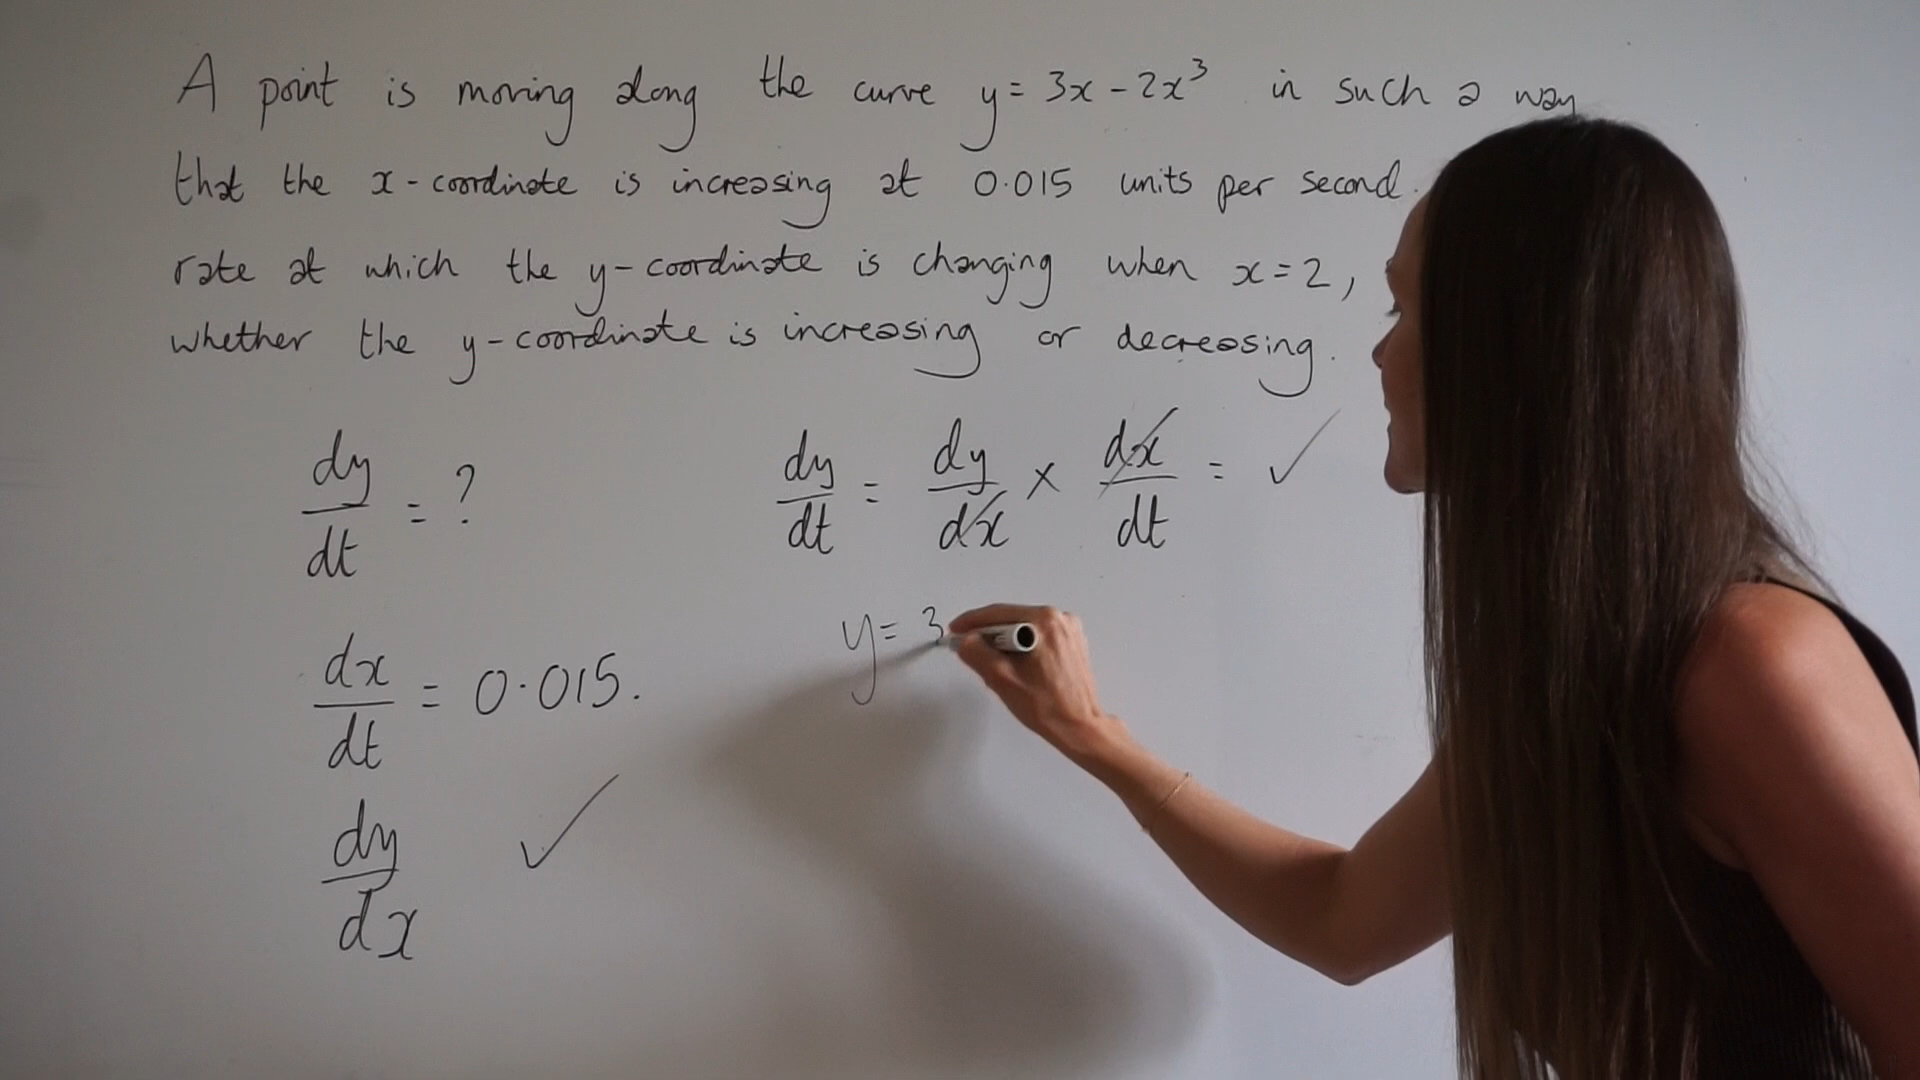 A point is moving along the curve y = 3x - 2x³ in such a way
that the x-coordinate is increasing at 0.015 units per second.
rate at which the y-coordinate is changing when x = 2,
whether the y-coordinate is increasing or decreasing.
dy/dt = ?
dy/dt = dy/dx × dx/dt = ✓
y = 3
dx/dt = 0.015.
dy/dx ✓